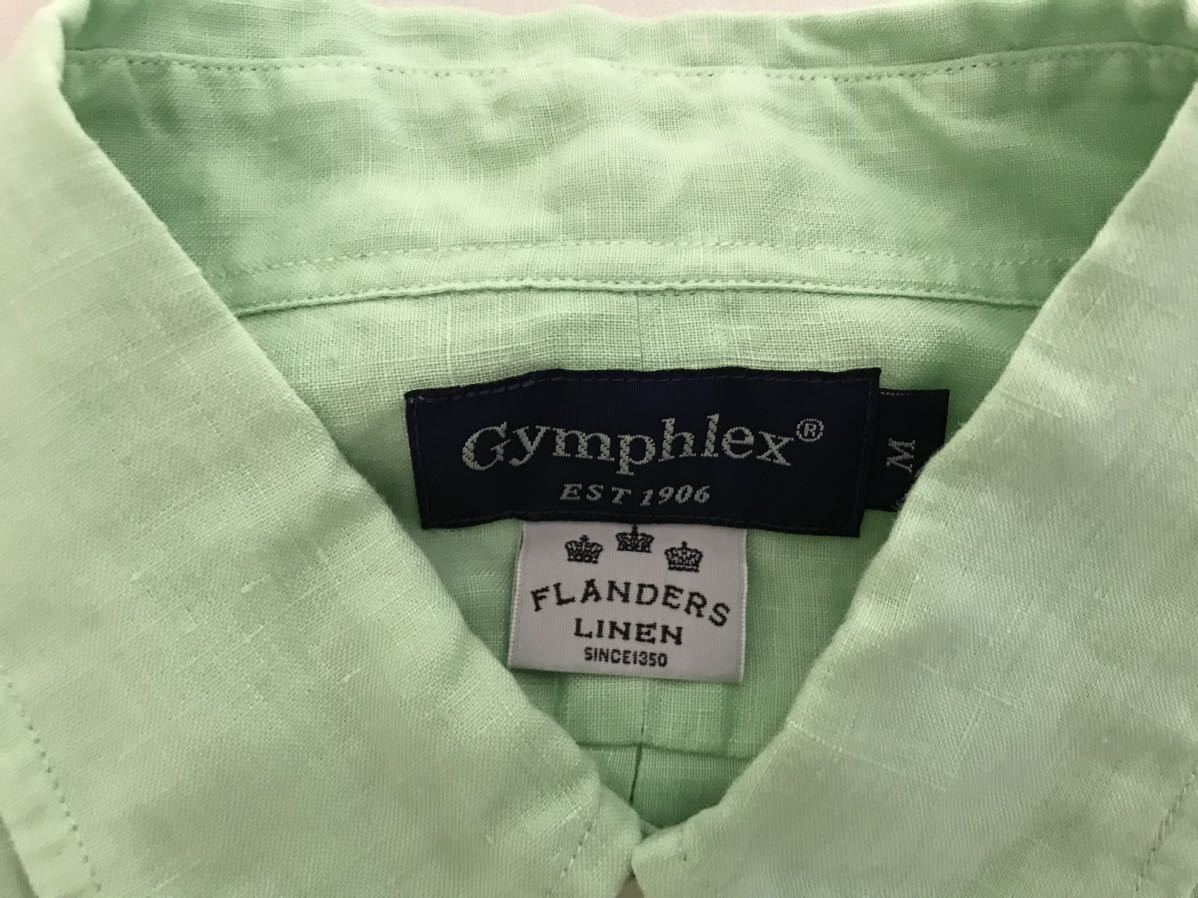 Gymphlex®
EST 1906
M
FLANDERS
LINEN
SINCE1350